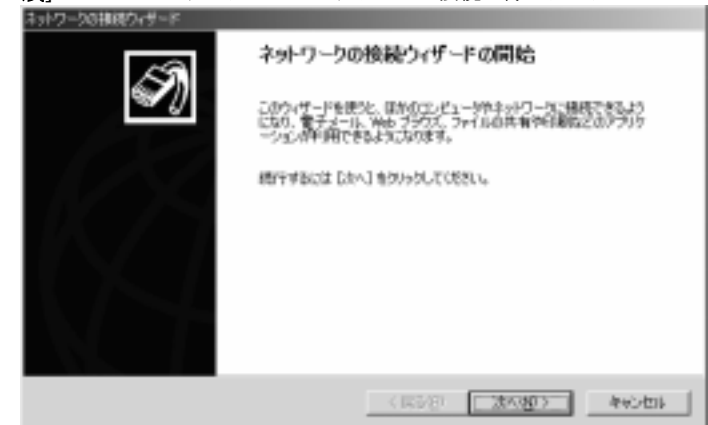 ネットワークの接続ウィザード
ネットワークの接続ウィザードの開始
このウィザードを使うと、ほかのコンピュータやネットワークに接続できるよう
になり、電子メール、Web ブラウズ、ファイルの共有や印刷などのアプリケ
ーションが利用できるようになります。
続行するには [次へ] をクリックしてください。
< 戻る(B)
次へ(N) >
キャンセル